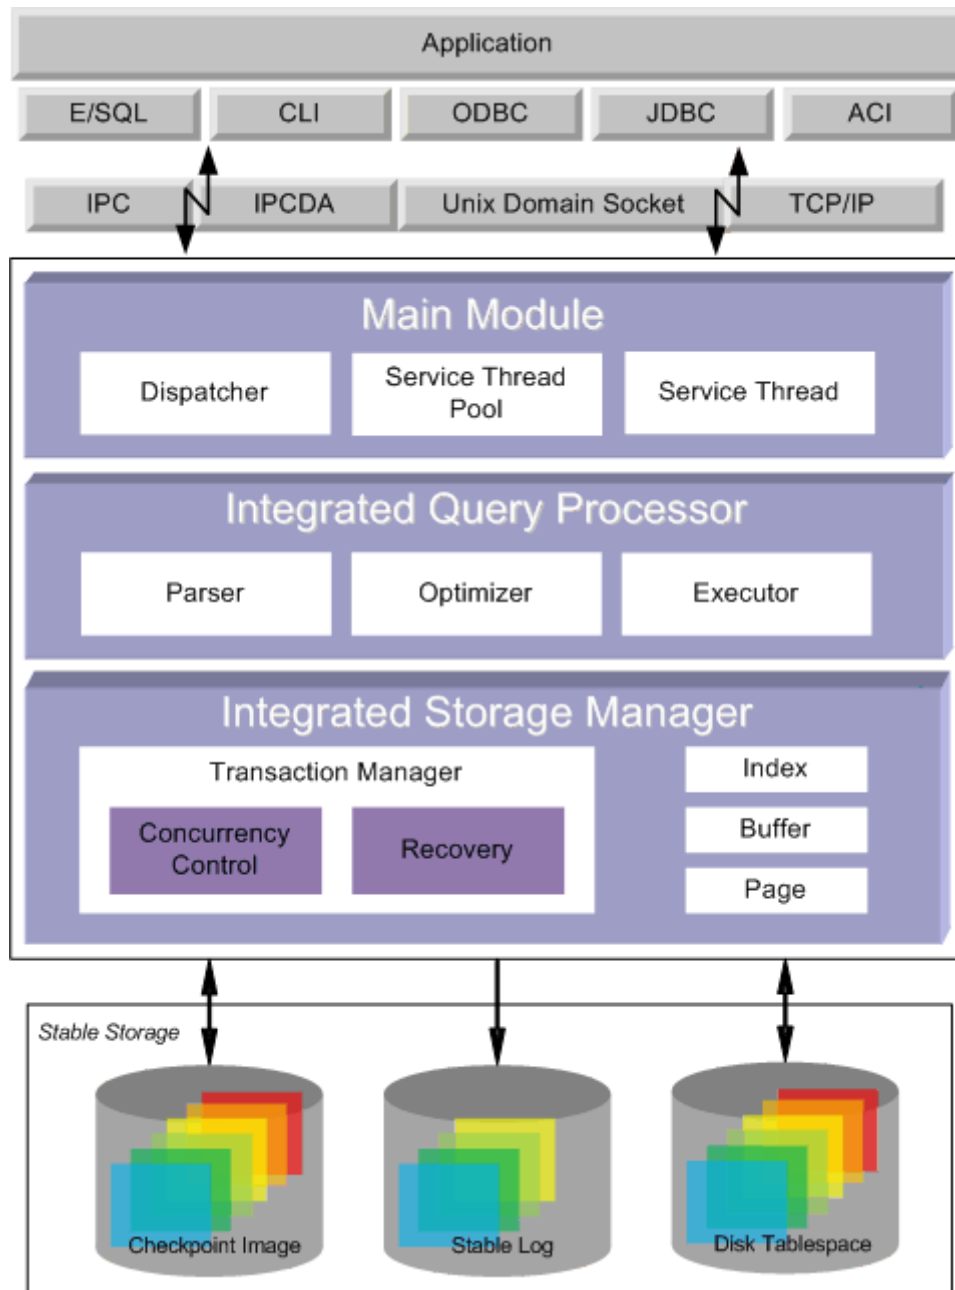 Application
E/SQL
CLI
ODBC
JDBC
ACI
IPC
IPCDA
Unix Domain Socket
TCP/IP
Main Module
Dispatcher
Service Thread
Pool
Service Thread
Integrated Query Processor
Parser
Optimizer
Executor
Integrated Storage Manager
Transaction Manager
Concurrency
Control
Recovery
Index
Buffer
Page
Stable Storage
Checkpoint Image
Stable Log
Disk Tablespace